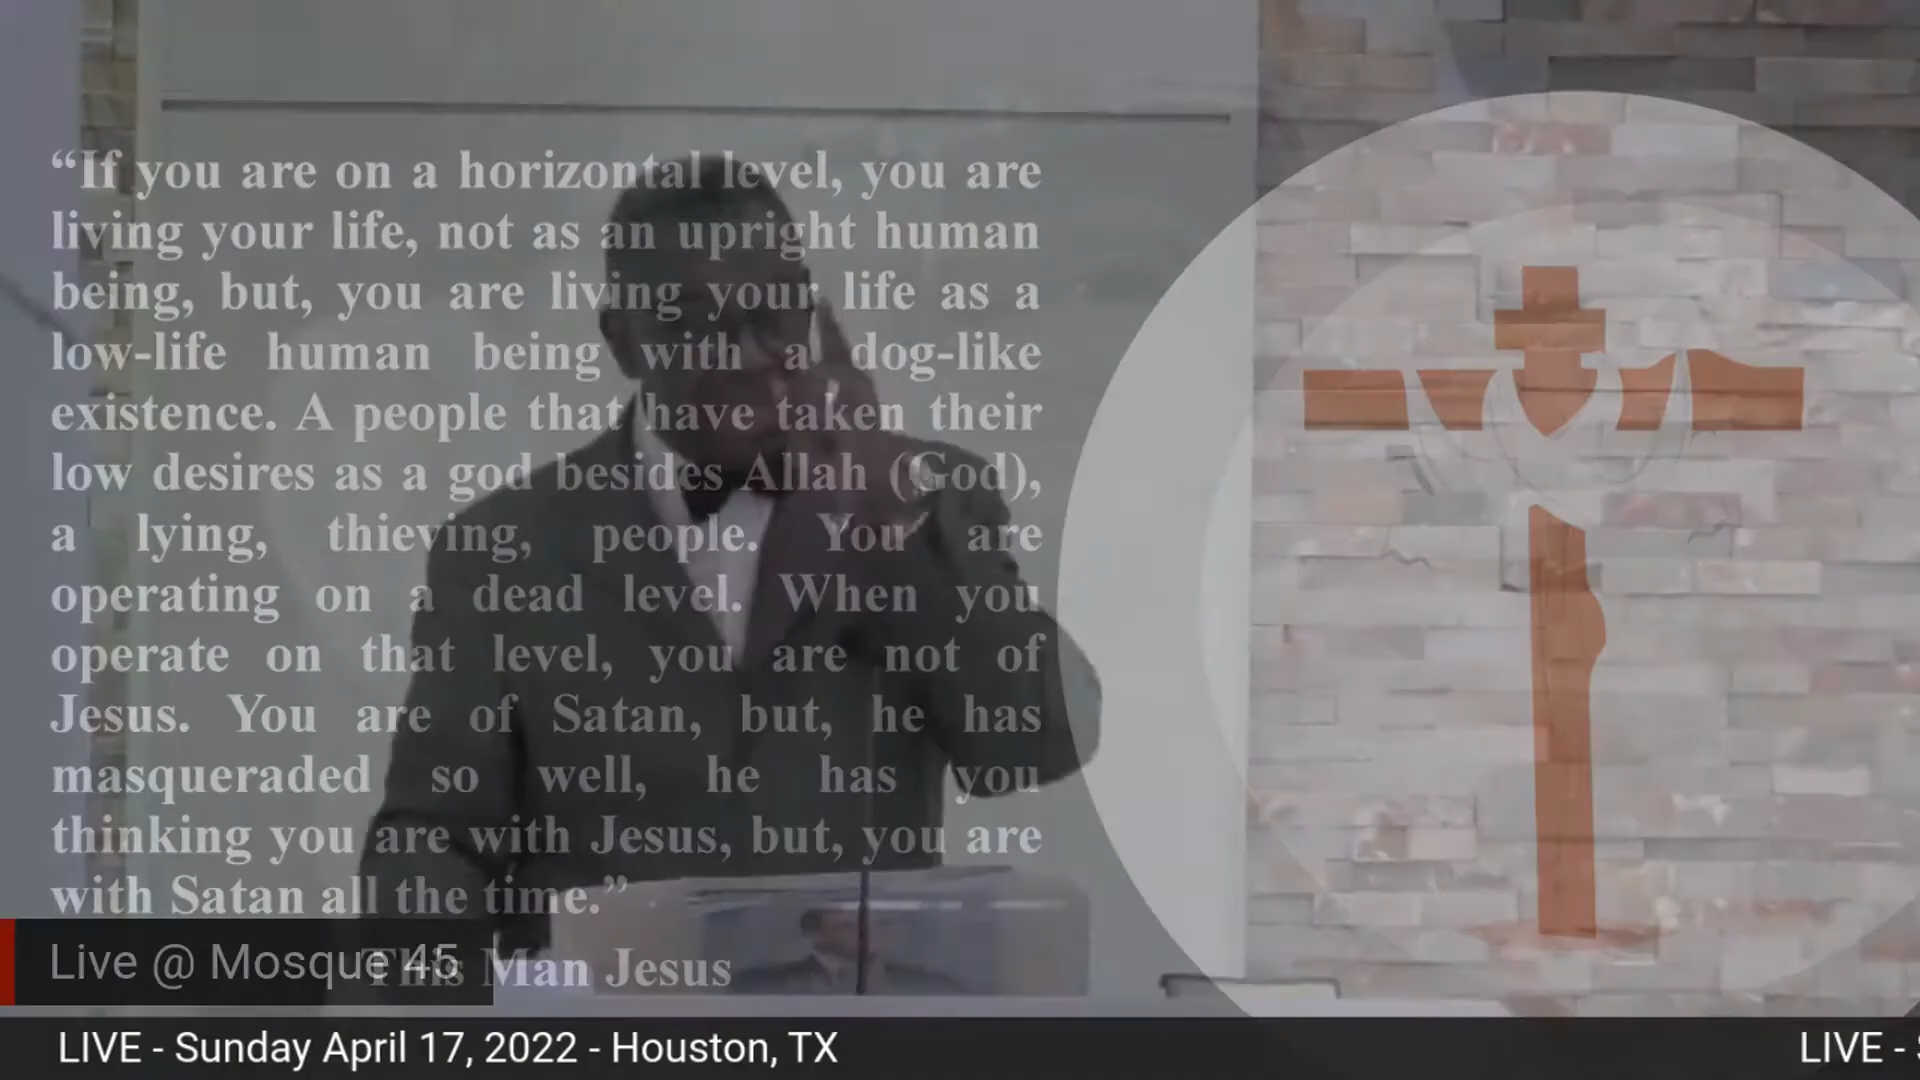 “If you are on a horizontal level, you are
living your life, not as an upright human
being, but, you are living your life as a
low-life human being with a dog-like
existence. A people that have taken their
low desires as a god besides Allah (God),
a lying, thieving, people. You are
operating on a dead level. When you
operate on that level, you are not of
Jesus. You are of Satan, but, he has
masqueraded so well, he has you
thinking you are with Jesus, but, you are
with Satan all the time.”
This Man Jesus
Live @ Mosque 45
LIVE - Sunday April 17, 2022 - Houston, TX
LIVE -